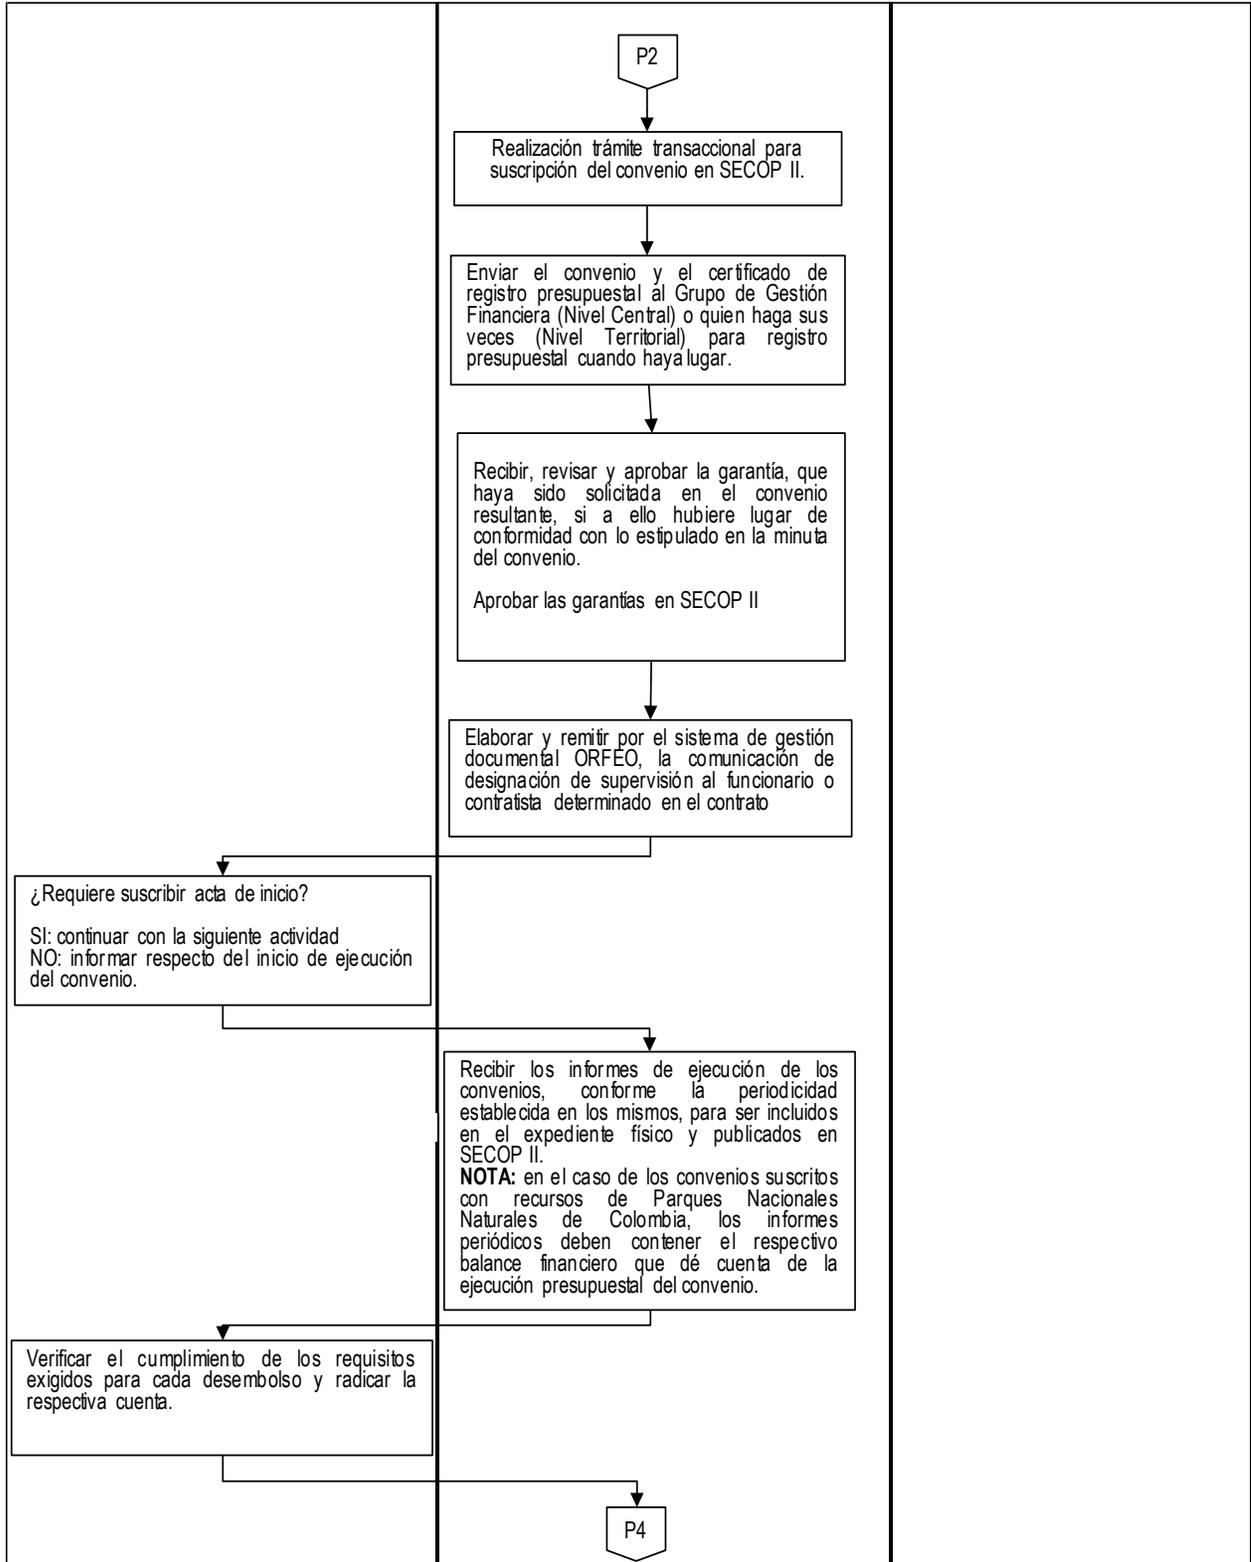 P2
Realización trámite transaccional para
suscripción del convenio en SECOP II.
Enviar el convenio y el certificado de
registro presupuestal al Grupo de Gestión
Financiera (Nivel Central) o quien haga sus
veces (Nivel Territorial) para registro
presupuestal cuando haya lugar.
Recibir, revisar y aprobar la garantía, que
haya sido solicitada en el convenio
resultante, si a ello hubiere lugar de
conformidad con lo estipulado en la minuta
del convenio.
Aprobar las garantías en SECOP II
Elaborar y remitir por el sistema de gestión
documental ORFEO, la comunicación de
designación de supervisión al funcionario o
contratista determinado en el contrato
¿Requiere suscribir acta de inicio?
SI: continuar con la siguiente actividad
NO: informar respecto del inicio de ejecución
del convenio.
Recibir los informes de ejecución de los
convenios, conforme la periodicidad
establecida en los mismos, para ser incluidos
en el expediente físico y publicados en
SECOP II.
NOTA: en el caso de los convenios suscritos
con recursos de Parques Nacionales
Naturales de Colombia, los informes
periódicos deben contener el respectivo
balance financiero que dé cuenta de la
ejecución presupuestal del convenio.
Verificar el cumplimiento de los requisitos
exigidos para cada desembolso y radicar la
respectiva cuenta.
P4